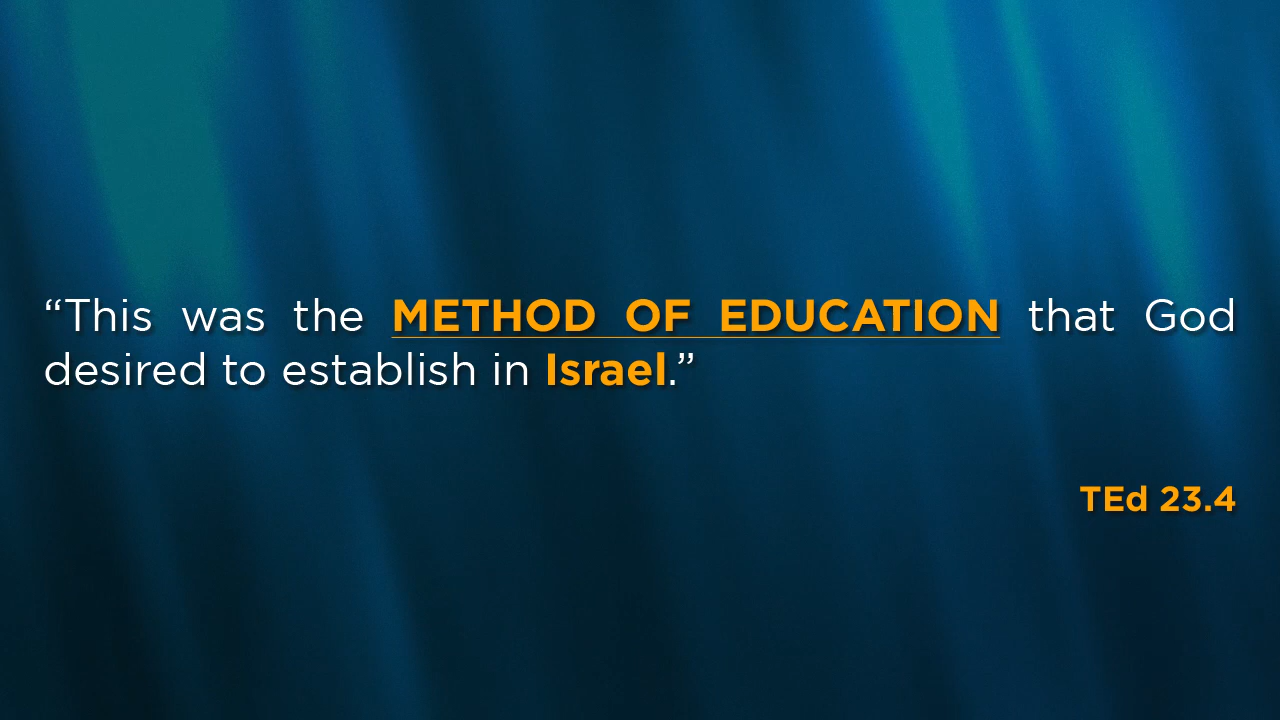 “This was the METHOD OF EDUCATION that God
desired to establish in Israel.”
TEd 23.4